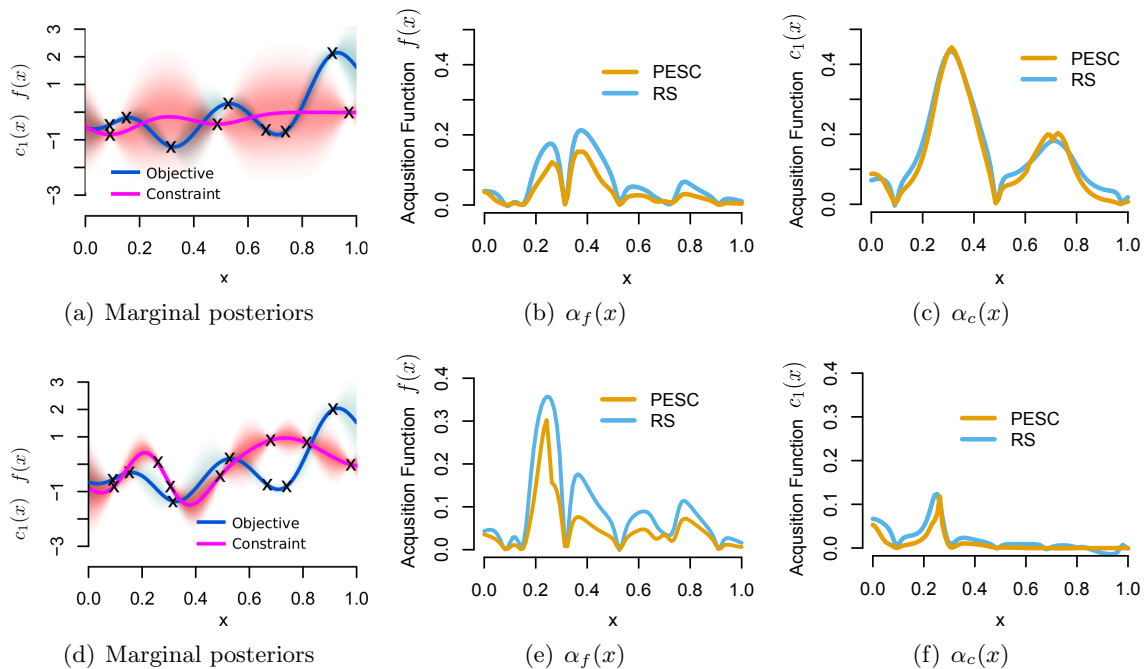 c₁(x) f(x)
3
2
1
−1
−3
Objective
Constraint
0.0 0.2 0.4 0.6 0.8 1.0
x
(a) Marginal posteriors
Acqusition Function f(x)
0.0 0.2 0.4
PESC
RS
0.0 0.2 0.4 0.6 0.8 1.0
x
(b) α_f(x)
Acqusition Function c₁(x)
0.0 0.2 0.4
PESC
RS
0.0 0.2 0.4 0.6 0.8 1.0
x
(c) α_c(x)
c₁(x) f(x)
3
1
−1
−3
Objective
Constraint
0.0 0.2 0.4 0.6 0.8 1.0
x
(d) Marginal posteriors
Acqusition Function f(x)
0.0 0.1 0.2 0.3 0.4
PESC
RS
0.0 0.2 0.4 0.6 0.8 1.0
x
(e) α_f(x)
Acqusition Function c₁(x)
0.0 0.1 0.2 0.3 0.4
PESC
RS
0.0 0.2 0.4 0.6 0.8 1.0
x
(f) α_c(x)